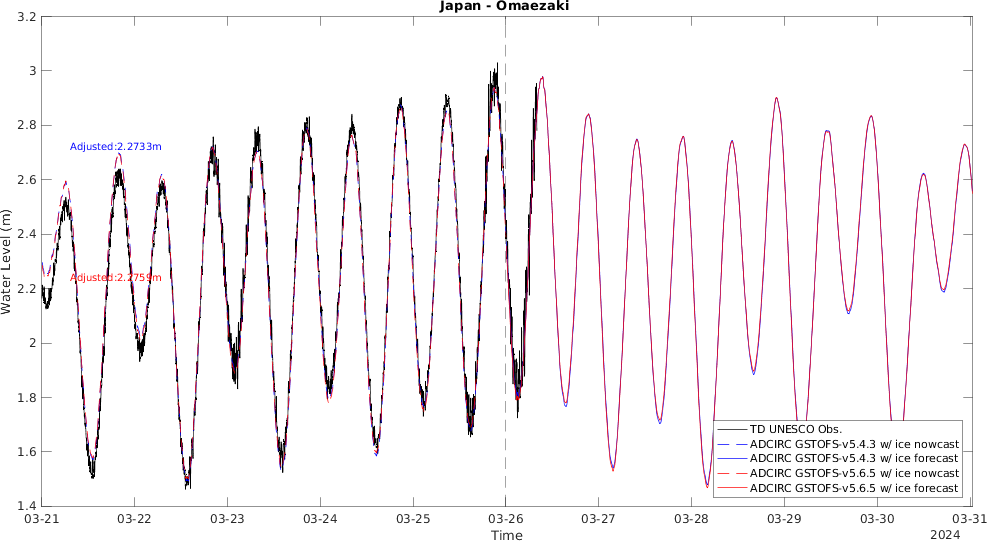 Japan - Omaezaki
3.2
3
2.8
2.6
2.4
2.2
2
1.8
1.6
1.4
Water Level (m)
Adjusted:2.2733m
Adjusted:2.2759m
TD UNESCO Obs.
ADCIRC GSTOFS-v5.4.3 w/ ice nowcast
ADCIRC GSTOFS-v5.4.3 w/ ice forecast
ADCIRC GSTOFS-v5.6.5 w/ ice nowcast
ADCIRC GSTOFS-v5.6.5 w/ ice forecast
03-21 03-22 03-23 03-24 03-25 03-26 03-27 03-28 03-29 03-30 03-31
Time
2024